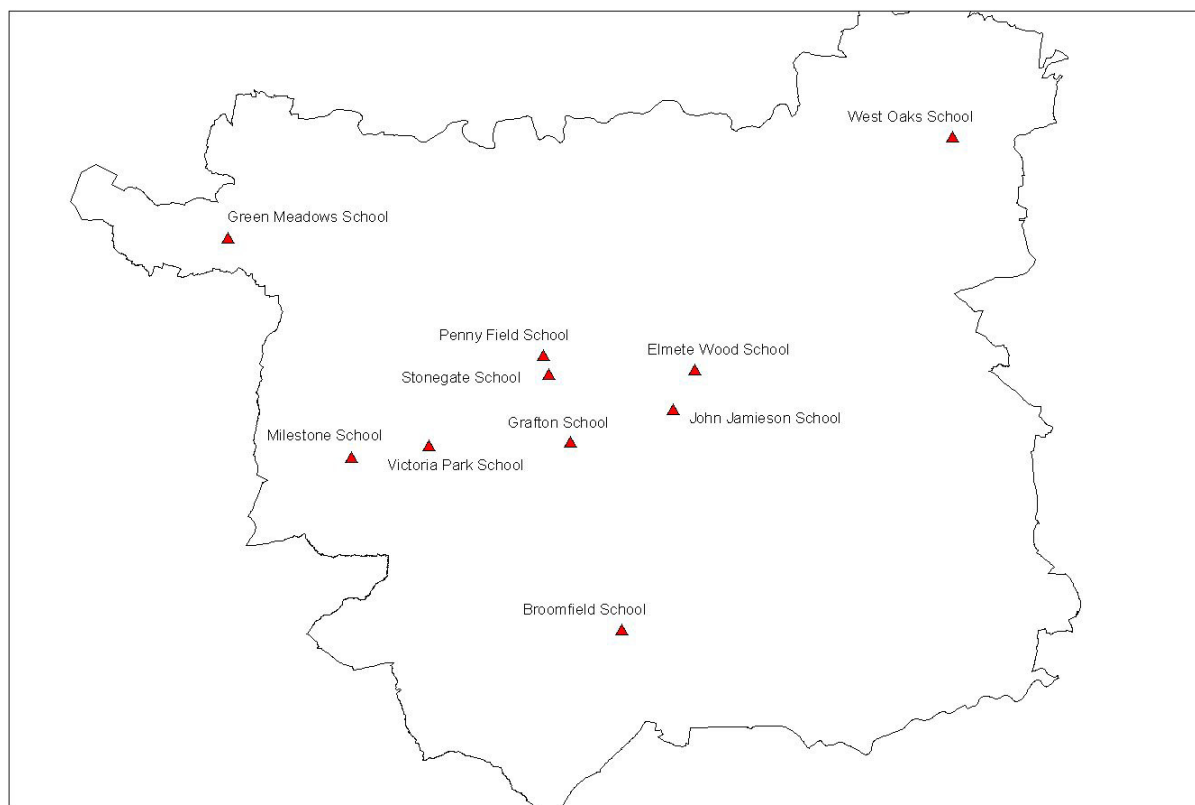 West Oaks School
Green Meadows School
Penny Field School
Elmete Wood School
Stonegate School
John Jamieson School
Grafton School
Milestone School
Victoria Park School
Broomfield School